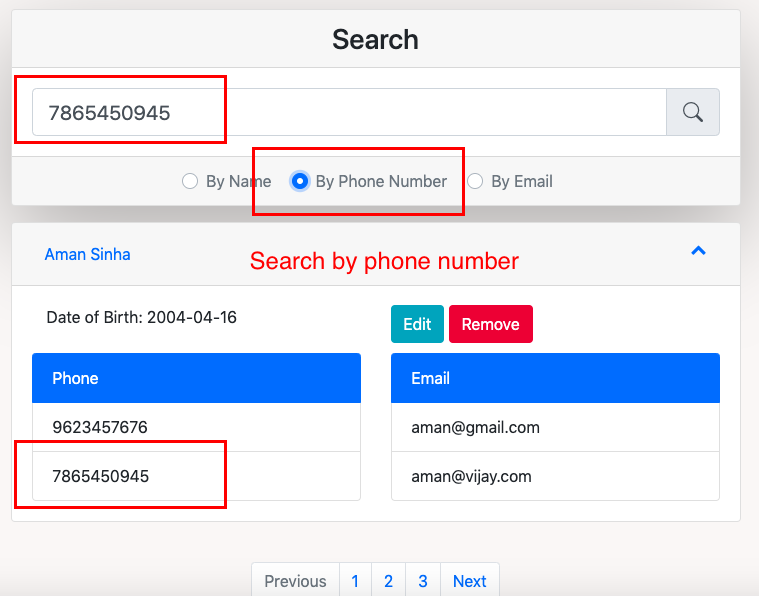 Search
7865450945
By Name By Phone Number By Email
Aman Sinha
Search by phone number
Date of Birth: 2004-04-16
Edit Remove
Phone Email
9623457676 aman@gmail.com
7865450945 aman@vijay.com
Previous 1 2 3 Next